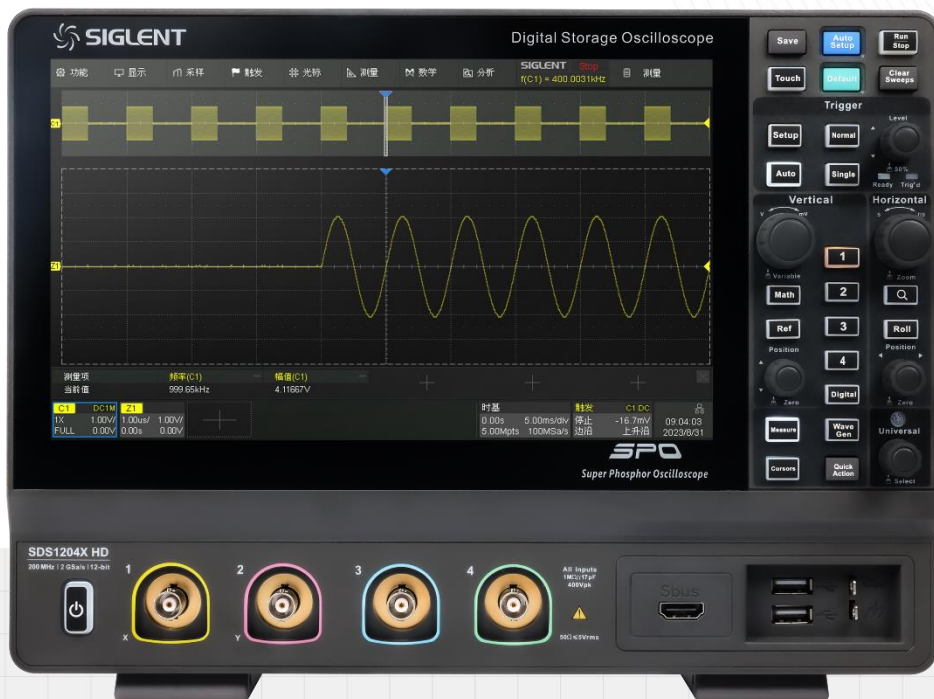 SIGLENT
Digital Storage Oscilloscope
功能 显示 采样 触发 光标 测量 数学 分析 SIGLENT Stop 测量
f(C1) = 400.0031kHz
C1
Z1
测量项 频率(C1) 幅值(C1)
当前值 999.65kHz 4.11667V
C1 DC1M Z1
1X 1.00V/ 1.00us/ 1.00V/
FULL 0.00V 0.00s 0.00V
时基 触发 C1 DC
0.00s 5.00ms/div 停止 -16.7mV 09:04:03
5.00Mpts 100MSa/s 边沿 上升沿 2023/8/31
SPO
Super Phosphor Oscilloscope
Save
Auto Setup
Run Stop
Touch
Default
Clear Sweeps
Trigger
Level
Setup
Normal
50%
Auto
Single
Ready Trig'd
Vertical
Horizontal
V mV
s
1
Variable
Zoom
Math
2
Ref
3
Roll
Position
Position
4
Zero
Digital
Zero
Measure
Wave Gen
Universal
Cursors
Quick Action
Select
SDS1204X HD
200 MHz | 2 GSa/s | 12-bit
1
2
3
4
X
Y
All Inputs
1MΩ//17 pF
400Vpk
50Ω≤5Vrms
Sbus